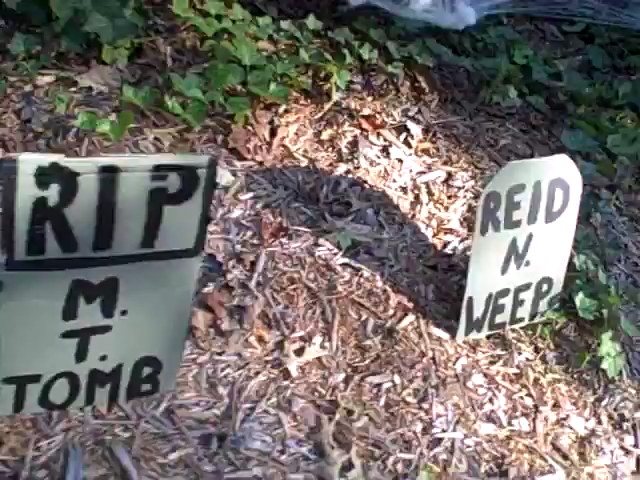 RIP
M.
T.
TOMB
REID
N.
WEEP